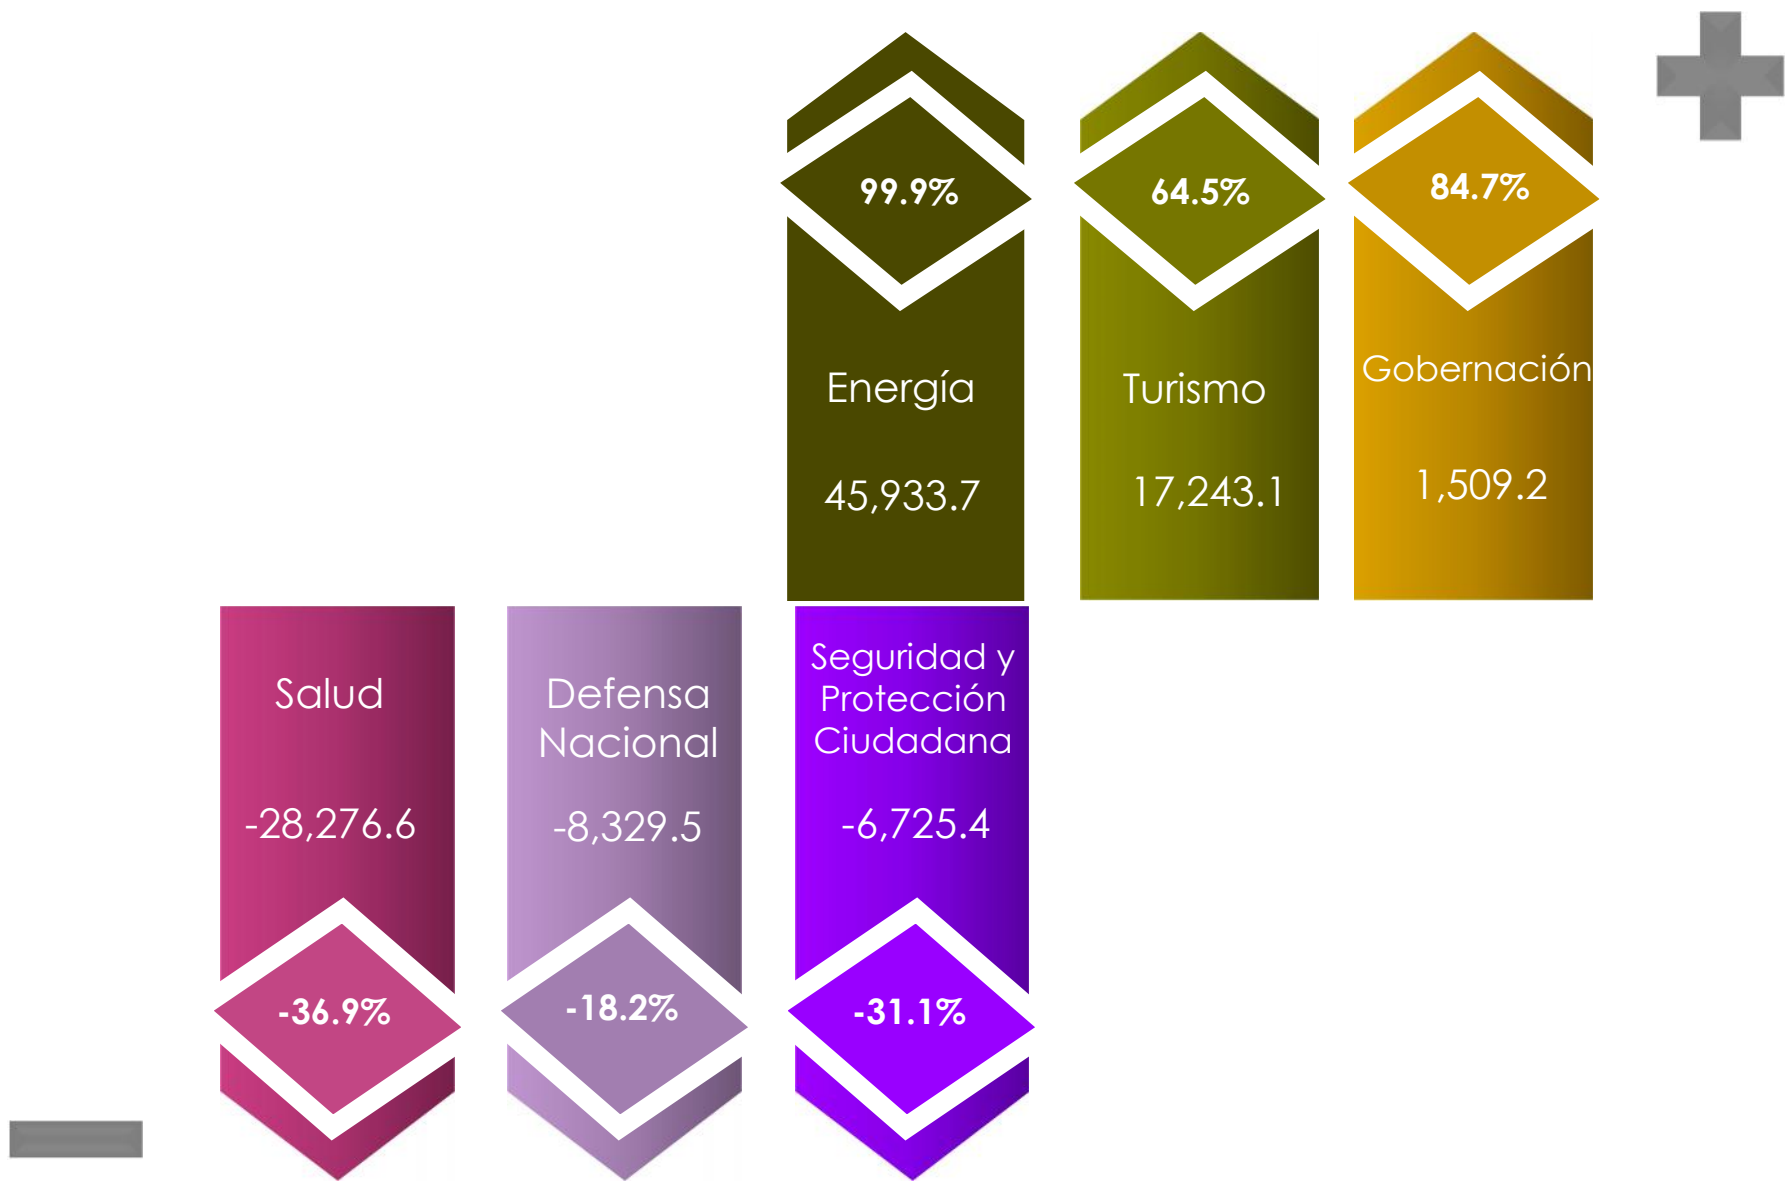 99.9%
64.5%
84.7%
Energía
Turismo
Gobernación
45,933.7
17,243.1
1,509.2
Salud
-28,276.6
-36.9%
Defensa
Nacional
-8,329.5
-18.2%
Seguridad y
Protección
Ciudadana
-6,725.4
-31.1%